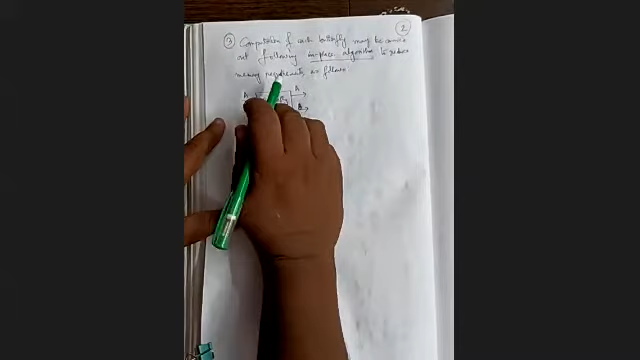 2
3 Computation of each butterfly may be carried
out following in-place algorithm to reduce
memory requirements as follows
A A